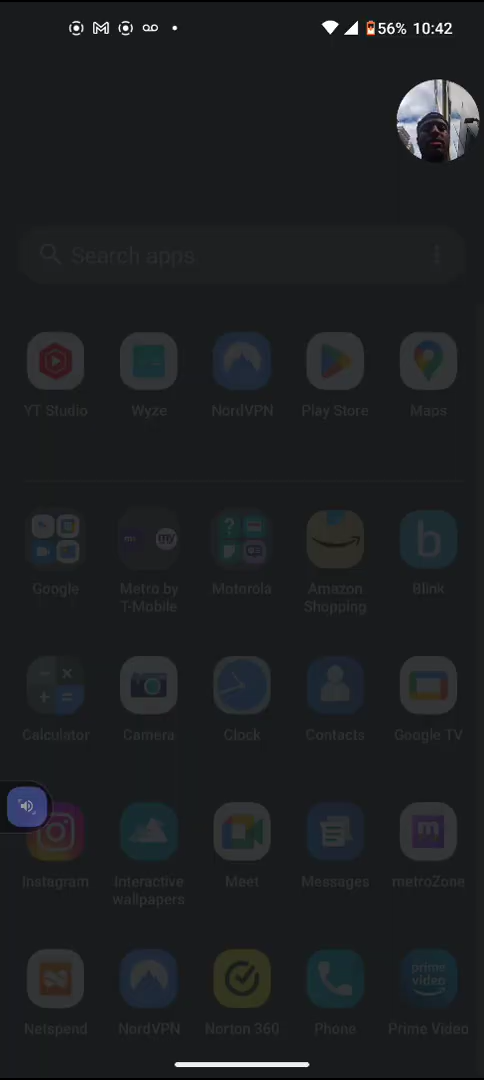 56% 10:42
Search apps
YT Studio Wyze NordVPN Play Store Maps
Google Metro by T-Mobile Motorola Amazon Shopping Blink
Calculator Camera Clock Contacts Google TV
Instagram Interactive wallpapers Meet Messages metroZone
prime video
Netspend NordVPN Norton 360 Phone Prime Video